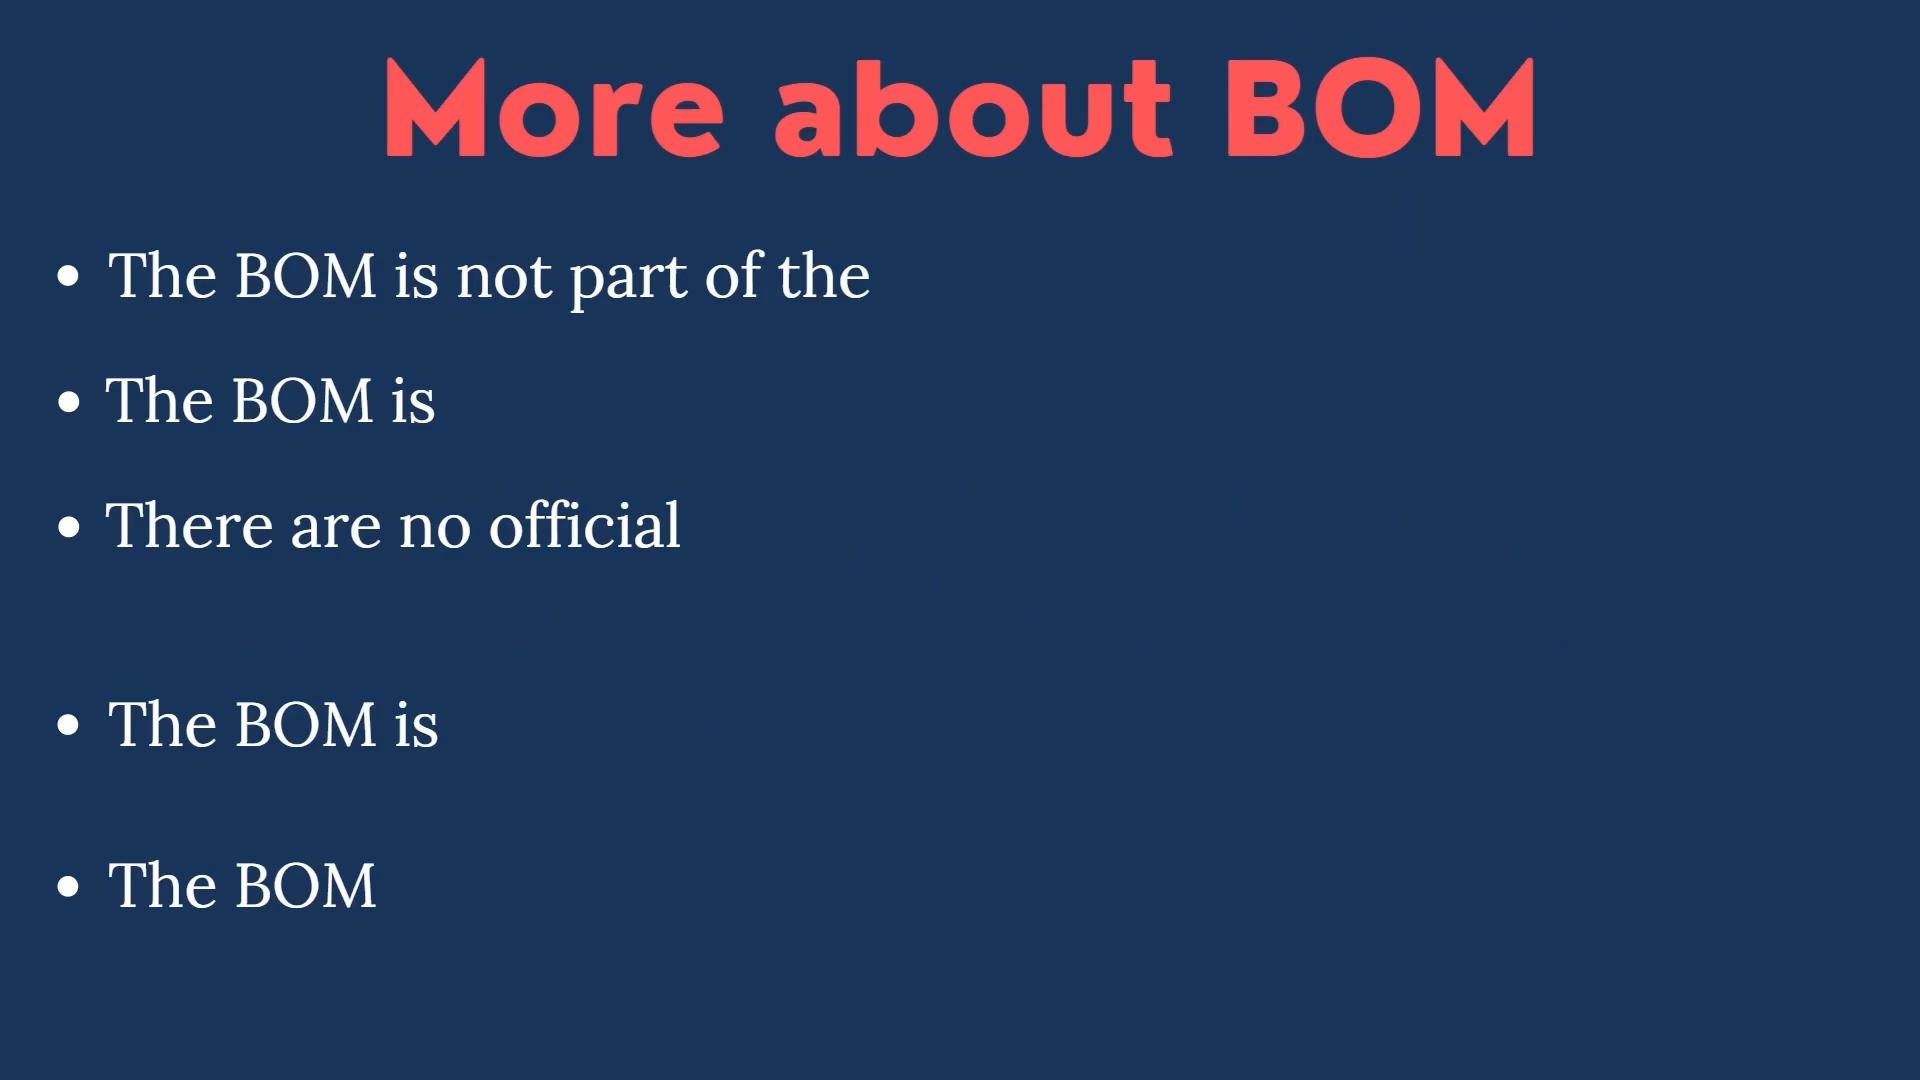 More about BOM
• The BOM is not part of the
• The BOM is
• There are no official
• The BOM is
• The BOM